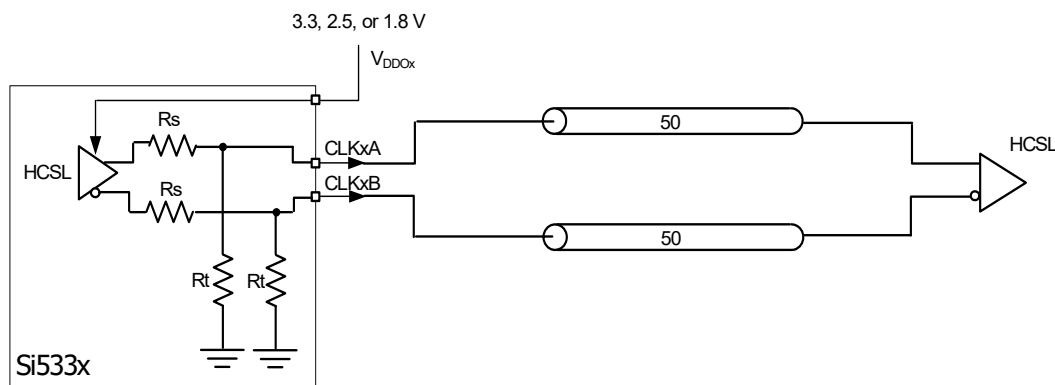 3.3, 2.5, or 1.8 V
VDDOx
Rs
HCSL
Rs
Rt
Rt
Si533x
CLKxA
CLKxB
50
50
HCSL